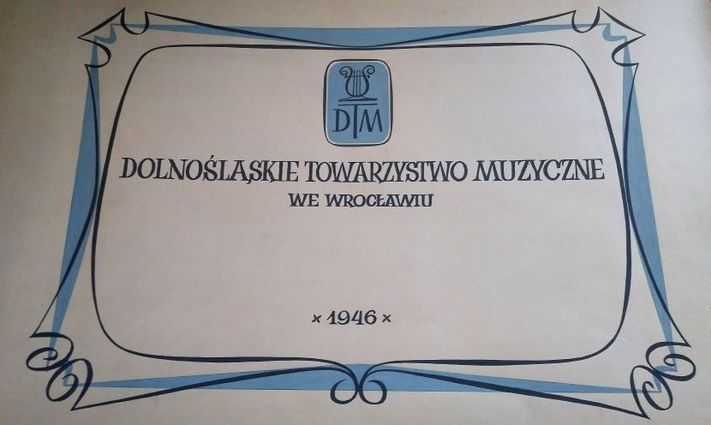 DTM
DOLNOŚLĄSKIE TOWARZYSTWO MUZYCZNE
WE WROCŁAWIU
× 1946 ×